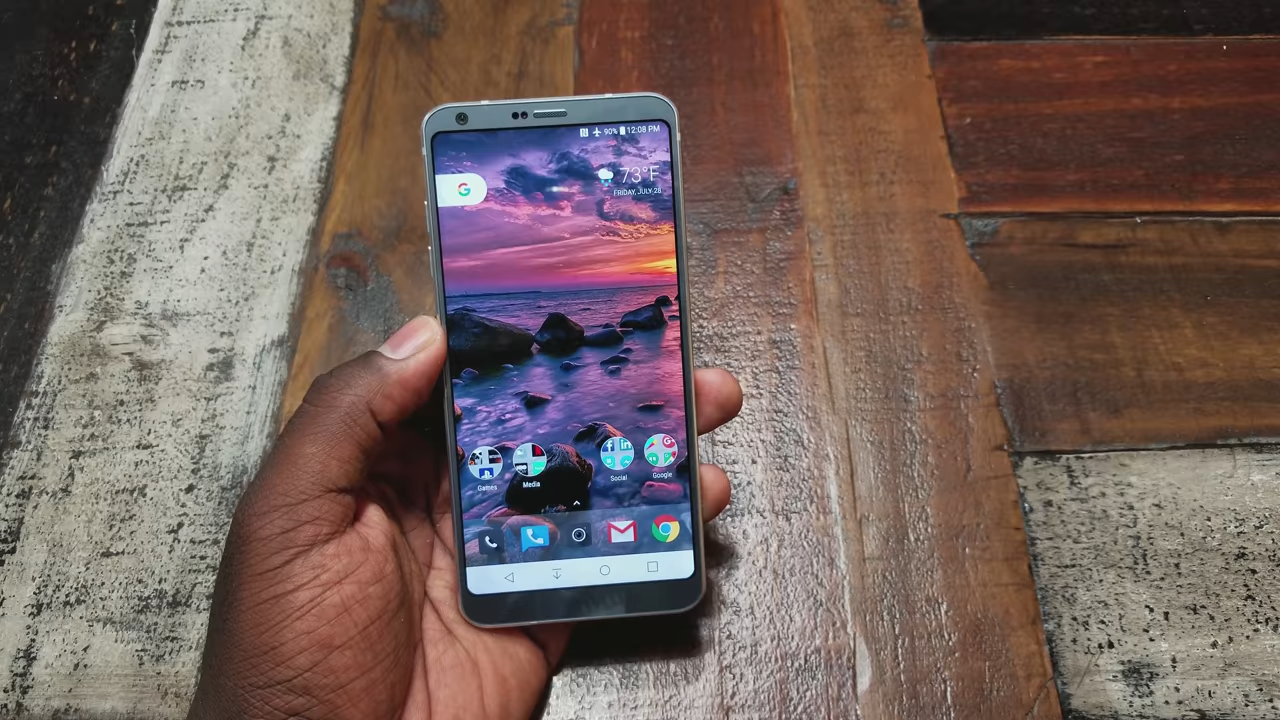 90% 12:08 PM
G
73°F
FRIDAY, JULY 28
Games
Media
Social
Google